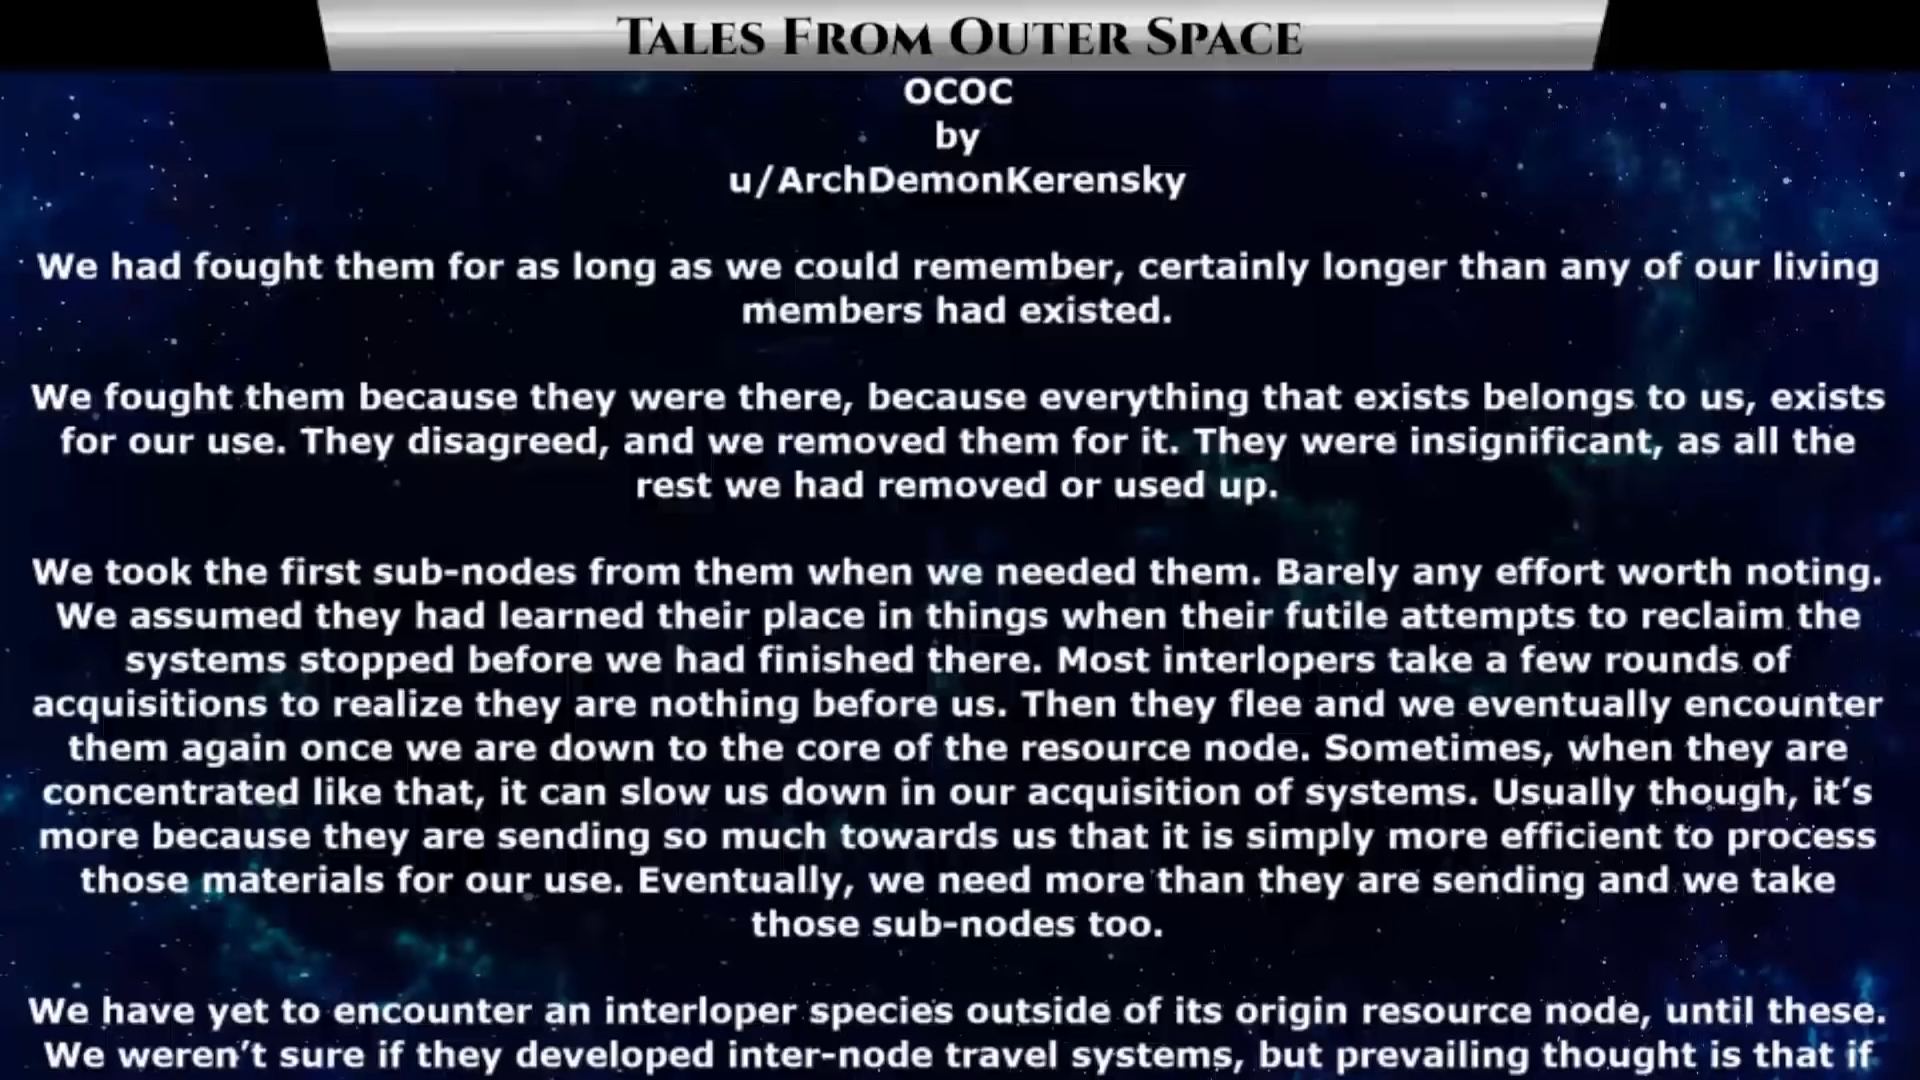 Tales From Outer Space
OCOC
by
u/ArchDemonKerensky
We had fought them for as long as we could remember, certainly longer than any of our living
members had existed.
We fought them because they were there, because everything that exists belongs to us, exists
for our use. They disagreed, and we removed them for it. They were insignificant, as all the
rest we had removed or used up.
We took the first sub-nodes from them when we needed them. Barely any effort worth noting.
We assumed they had learned their place in things when their futile attempts to reclaim the
systems stopped before we had finished there. Most interlopers take a few rounds of
acquisitions to realize they are nothing before us. Then they flee and we eventually encounter
them again once we are down to the core of the resource node. Sometimes, when they are
concentrated like that, it can slow us down in our acquisition of systems. Usually though, it’s
more because they are sending so much towards us that it is simply more efficient to process
those materials for our use. Eventually, we need more than they are sending and we take
those sub-nodes too.
We have yet to encounter an interloper species outside of its origin resource node, until these.
We weren’t sure if they developed inter-node travel systems, but prevailing thought is that if